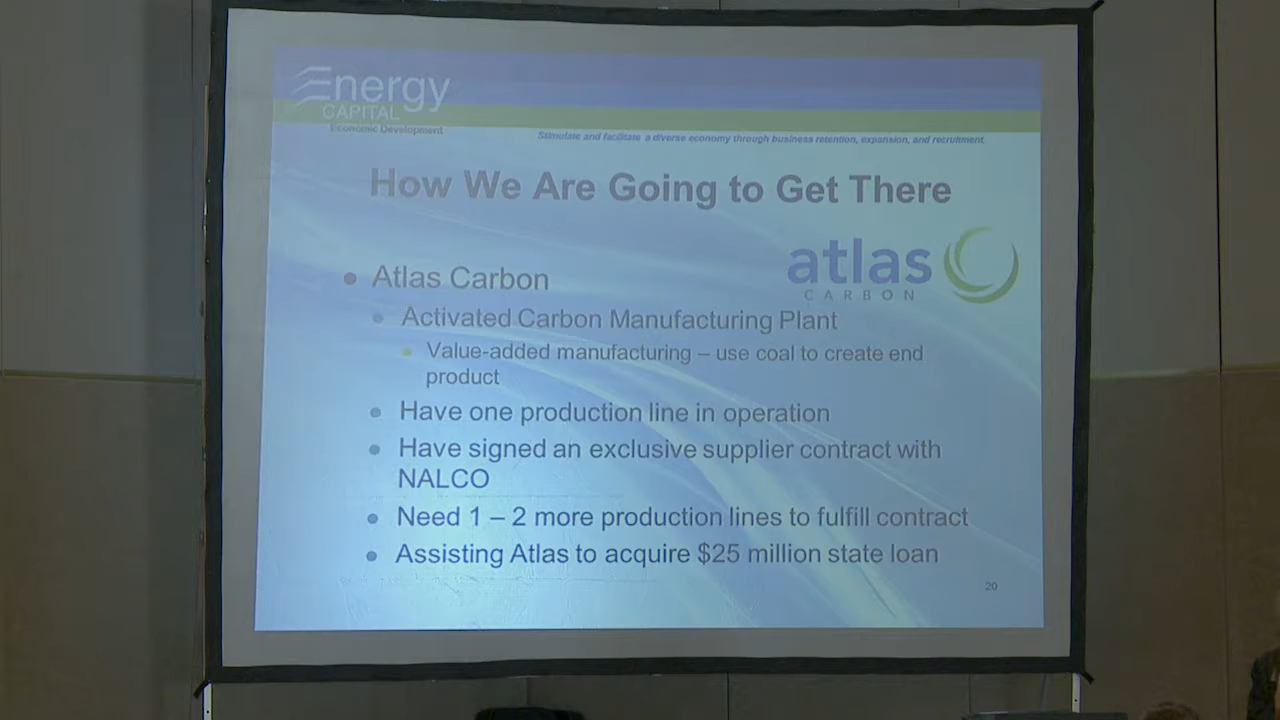 Energy
CAPITAL
Economic Development
Stimulate and facilitate a diverse economy through business retention, expansion, and recruitment.
How We Are Going to Get There
atlas
CARBON
• Atlas Carbon
• Activated Carbon Manufacturing Plant
• Value-added manufacturing – use coal to create end
product
• Have one production line in operation
• Have signed an exclusive supplier contract with
NALCO
• Need 1 – 2 more production lines to fulfill contract
• Assisting Atlas to acquire $25 million state loan
20